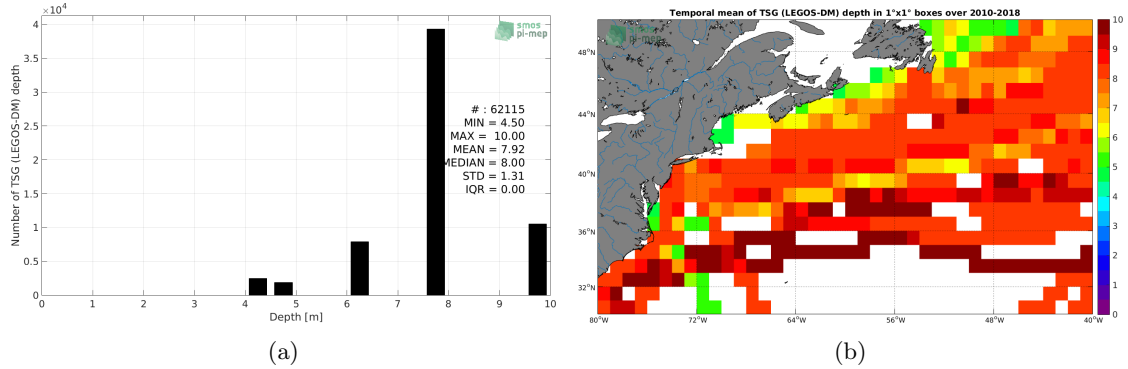 ×10⁴
4
3.5
3
2.5
2
1.5
1
0.5
0
Number of TSG (LEGOS-DM) depth
0 1 2 3 4 5 6 7 8 9 10
Depth [m]
smos
pi-mep
# : 62115
MIN = 4.50
MAX = 10.00
MEAN = 7.92
MEDIAN = 8.00
STD = 1.31
IQR = 0.00
(a)
Temporal mean of TSG (LEGOS-DM) depth in 1°x1° boxes over 2010-2018
smos
pi-mep
48°N
44°N
40°N
36°N
32°N
80°W 72°W 64°W 56°W 48°W 40°W
10
9
8
7
6
5
4
3
2
1
0
(b)